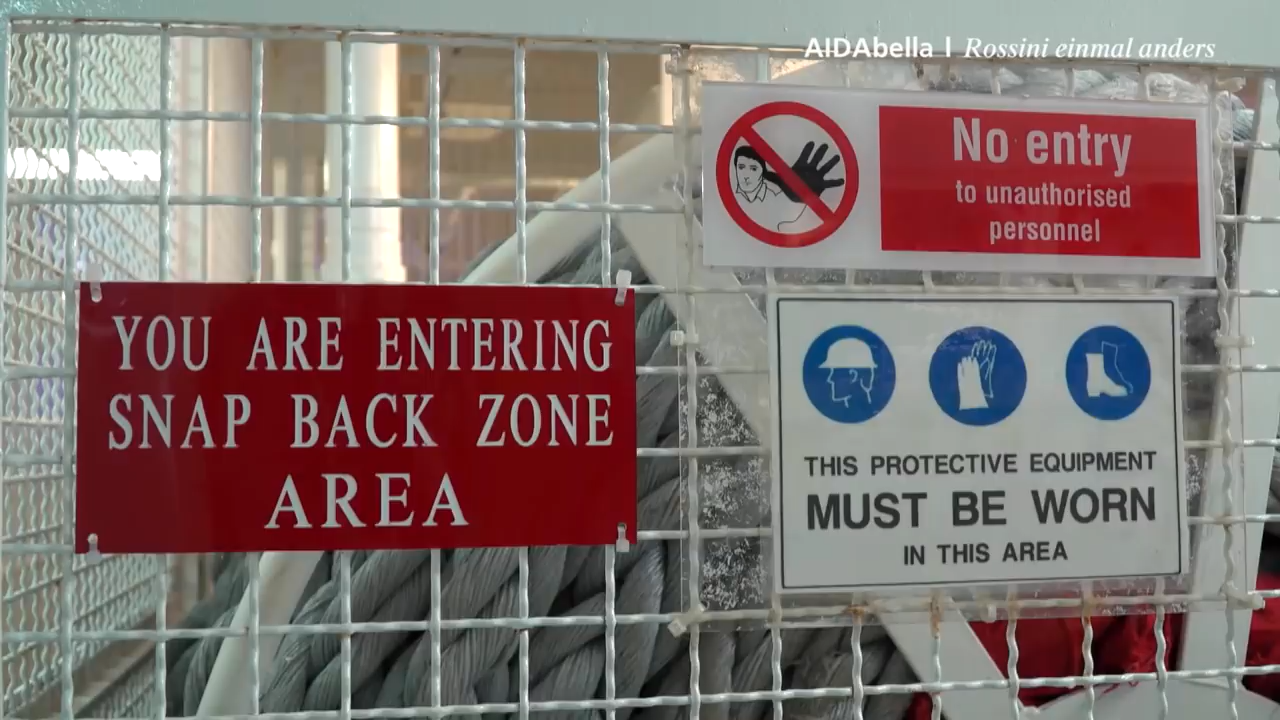 AIDAbella | Rossini einmal anders
No entry
to unauthorised
personnel
YOU ARE ENTERING
SNAP BACK ZONE
AREA
THIS PROTECTIVE EQUIPMENT
MUST BE WORN
IN THIS AREA